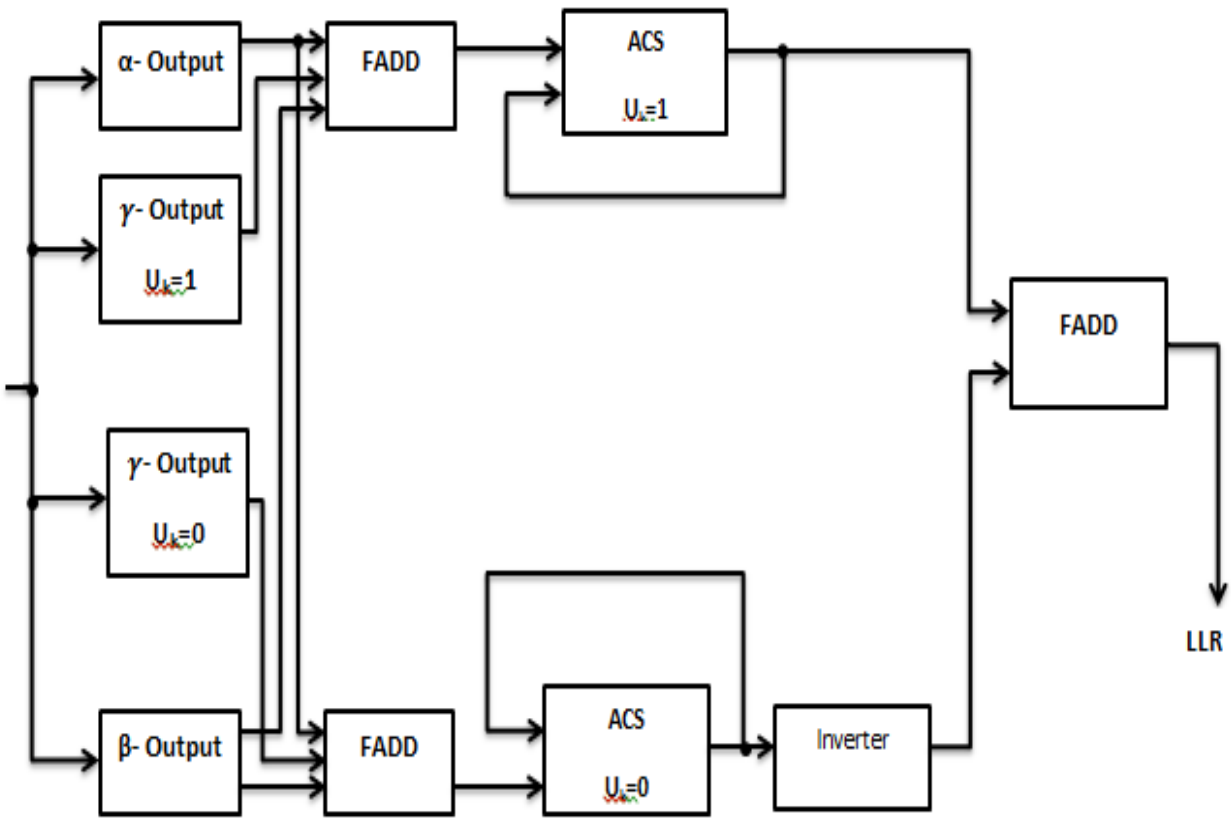 α- Output
FADD
ACS
Uk=1
γ- Output
Uk=1
FADD
γ- Output
Uk=0
LLR
β- Output
FADD
ACS
Uk=0
Inverter